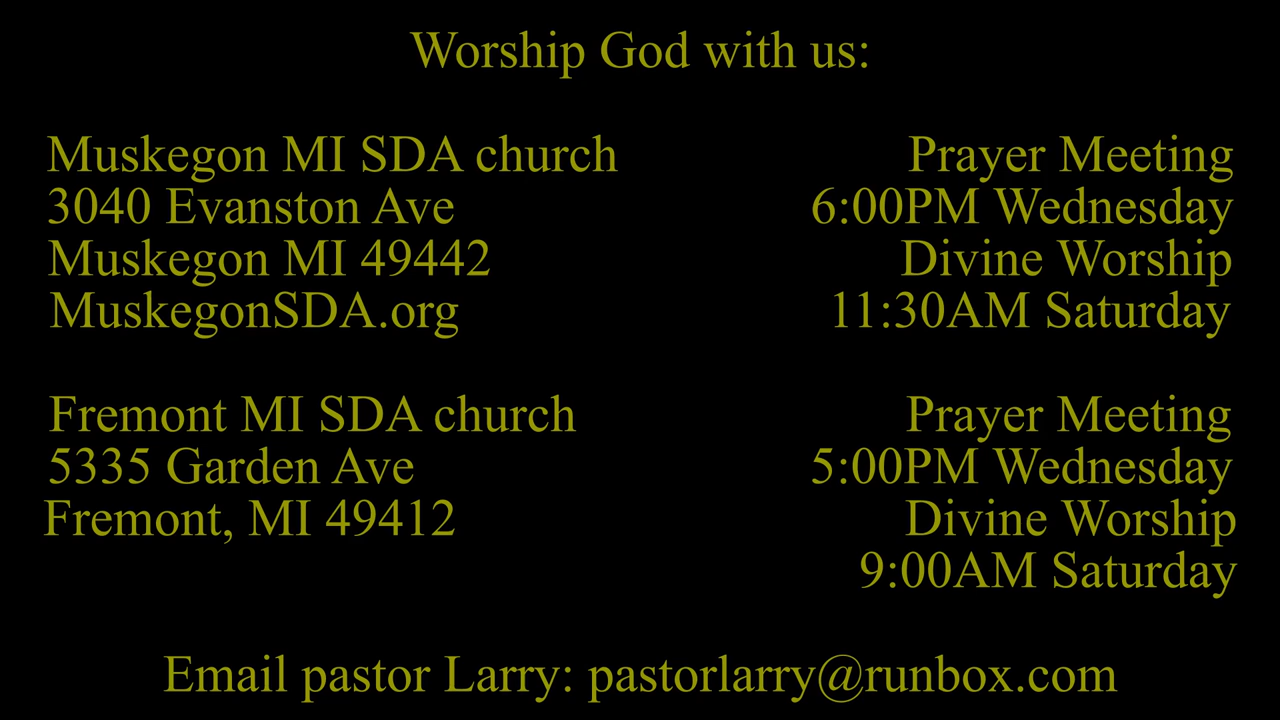 Worship God with us:
Muskegon MI SDA church
3040 Evanston Ave
Muskegon MI 49442
MuskegonSDA.org
Prayer Meeting
6:00PM Wednesday
Divine Worship
11:30AM Saturday
Fremont MI SDA church
5335 Garden Ave
Fremont, MI 49412
Prayer Meeting
5:00PM Wednesday
Divine Worship
9:00AM Saturday
Email pastor Larry: pastorlarry@runbox.com